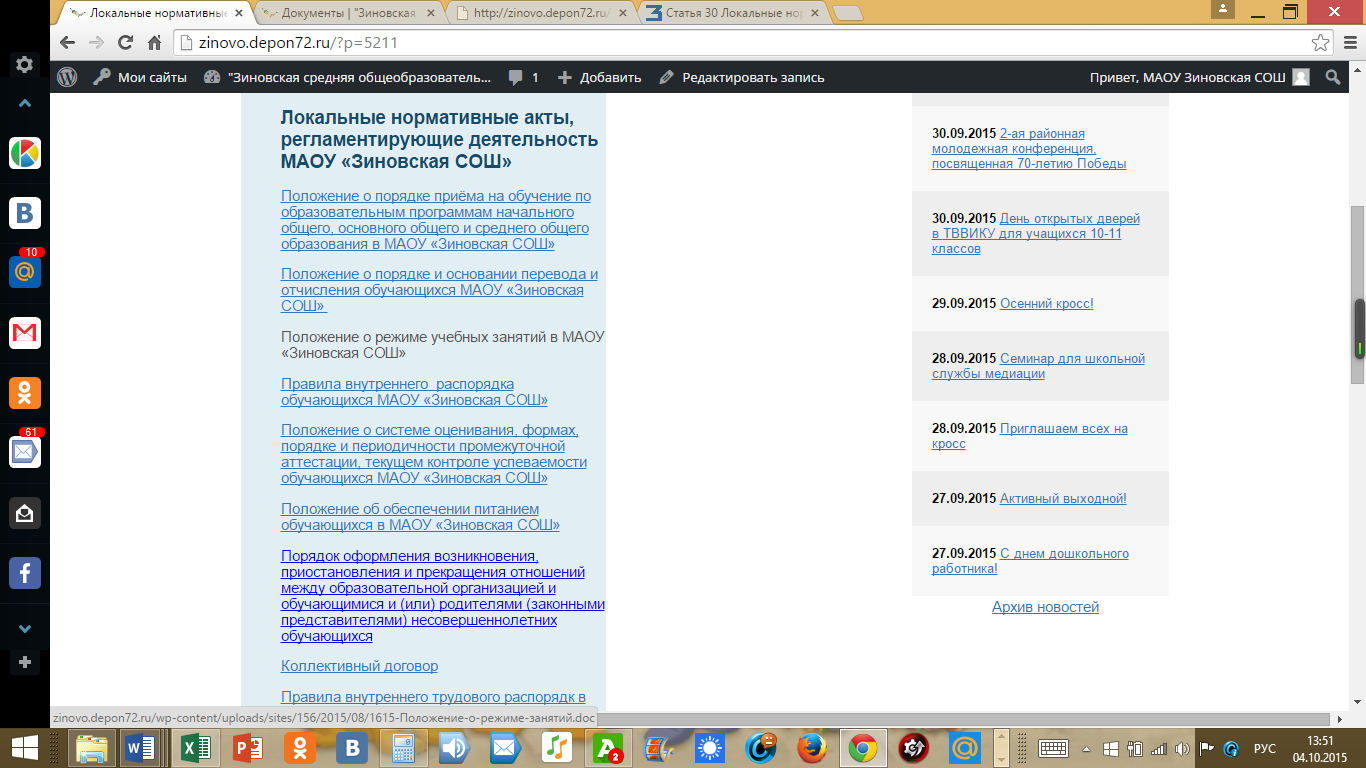 Локальные нормативны
Документы | "Зиновская
http://zinovo.depon72.ru/
Статья 30 Локальные нор
zinovo.depon72.ru/?p=5211
Мои сайты
"Зиновская средняя общеобразователь...
1
Добавить
Редактировать запись
Привет, МАОУ Зиновская СОШ
10
61
Локальные нормативные акты,
регламентирующие деятельность
МАОУ «Зиновская СОШ»
Положение о порядке приёма на обучение по
образовательным программам начального
общего, основного общего и среднего общего
образования в МАОУ «Зиновская СОШ»
Положение о порядке и основании перевода и
отчисления обучающихся МАОУ «Зиновская
СОШ»
Положение о режиме учебных занятий в МАОУ
«Зиновская СОШ»
Правила внутреннего распорядка
обучающихся МАОУ «Зиновская СОШ»
Положение о системе оценивания, формах,
порядке и периодичности промежуточной
аттестации, текущем контроле успеваемости
обучающихся МАОУ «Зиновская СОШ»
Положение об обеспечении питанием
обучающихся в МАОУ «Зиновская СОШ»
Порядок оформления возникновения,
приостановления и прекращения отношений
между образовательной организацией и
обучающимися и (или) родителями (законными
представителями) несовершеннолетних
обучающихся
Коллективный договор
Правила внутреннего трудового распорядк в
30.09.2015 2-ая районная
молодежная конференция,
посвященная 70-летию Победы
30.09.2015 День открытых дверей
в ТВВИКУ для учащихся 10-11
классов
29.09.2015 Осенний кросс!
28.09.2015 Семинар для школьной
службы медиации
28.09.2015 Приглашаем всех на
кросс
27.09.2015 Активный выходной!
27.09.2015 С днем дошкольного
работника!
Архив новостей
zinovo.depon72.ru/wp-content/uploads/sites/156/2015/08/1615-Положение-о-режиме-занятий.doc
2
РУС
13:51
04.10.2015